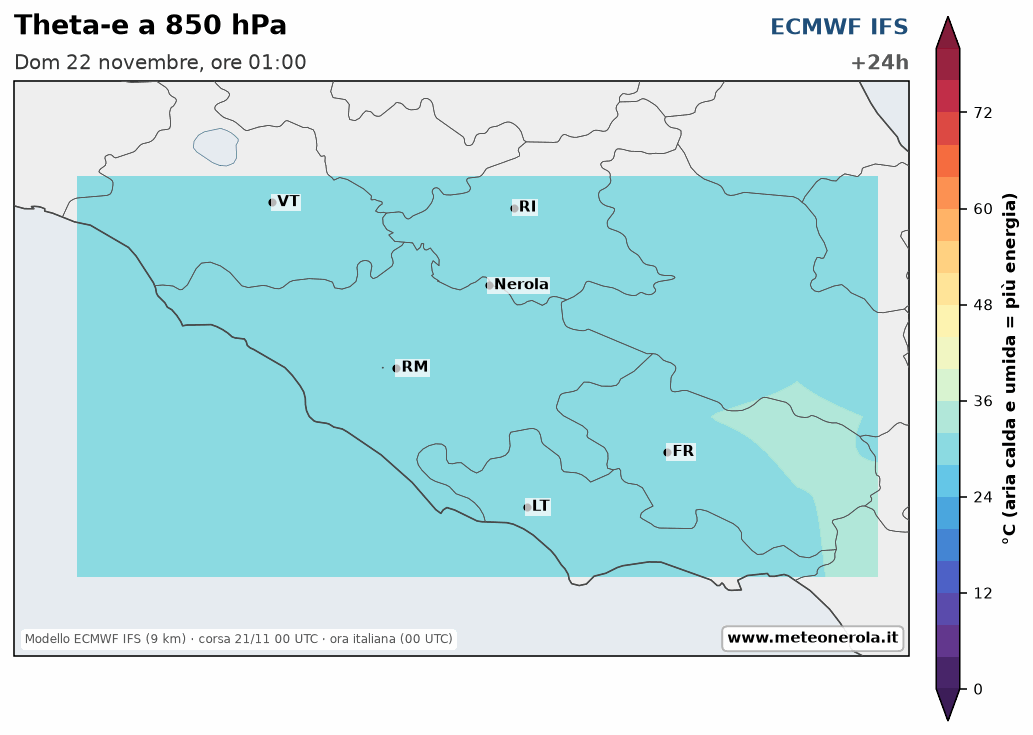 Theta-e a 850 hPa
ECMWF IFS
Dom 22 novembre, ore 01:00
+24h
VT
RI
Nerola
RM
FR
LT
72
60
48
36
24
12
0
°C (aria calda e umida = più energia)
Modello ECMWF IFS (9 km) · corsa 21/11 00 UTC · ora italiana (00 UTC)
www.meteonerola.it